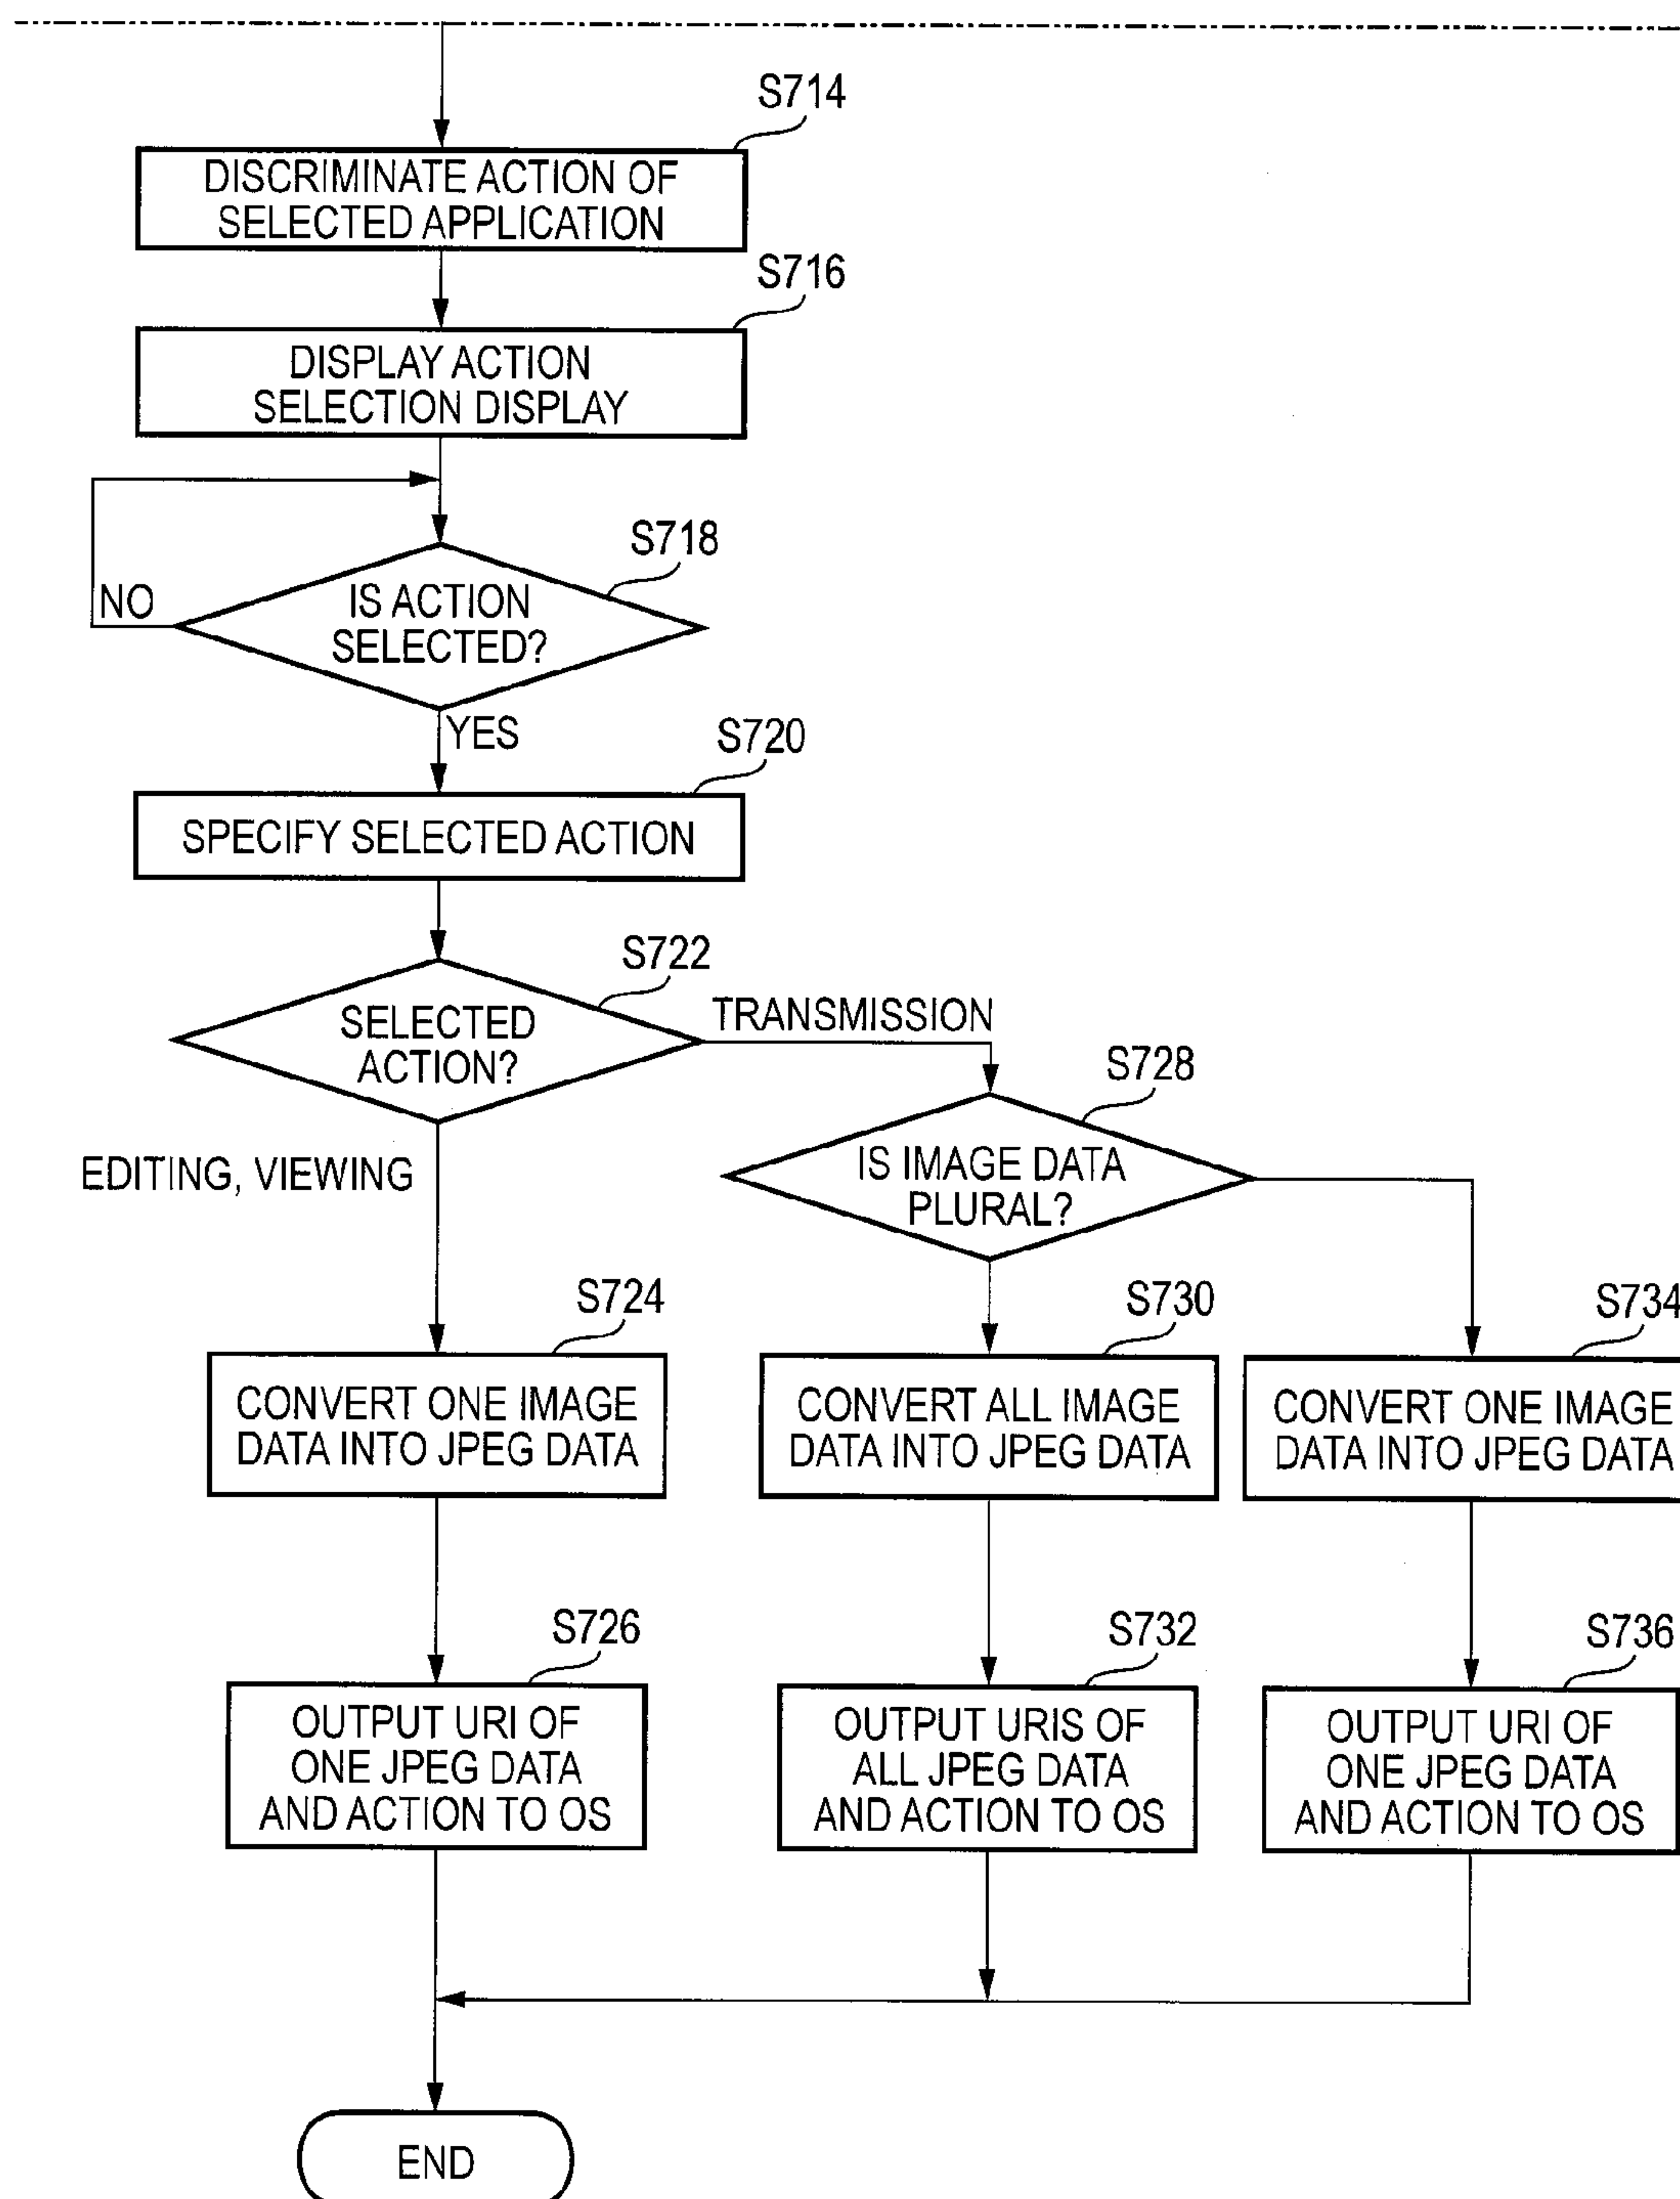 S714
DISCRIMINATE ACTION OF
SELECTED APPLICATION
S716
DISPLAY ACTION
SELECTION DISPLAY
S718
NO
IS ACTION
SELECTED?
YES
S720
SPECIFY SELECTED ACTION
S722
SELECTED
ACTION?
TRANSMISSION
S728
EDITING, VIEWING
IS IMAGE DATA
PLURAL?
S724
CONVERT ONE IMAGE
DATA INTO JPEG DATA
S730
CONVERT ALL IMAGE
DATA INTO JPEG DATA
S734
CONVERT ONE IMAGE
DATA INTO JPEG DATA
S726
OUTPUT URI OF
ONE JPEG DATA
AND ACTION TO OS
S732
OUTPUT URIS OF
ALL JPEG DATA
AND ACTION TO OS
S736
OUTPUT URI OF
ONE JPEG DATA
AND ACTION TO OS
END